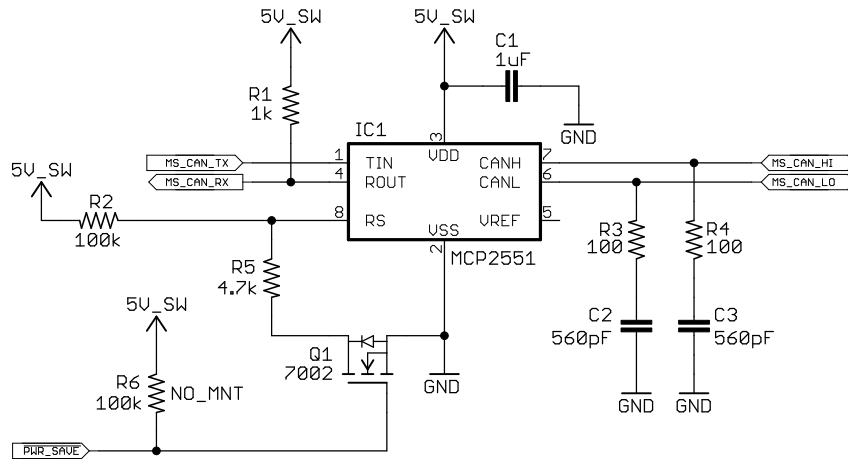 5V_SW
5V_SW
C1
1uF
R1
1k
GND
IC1
3
VDD
MS_CAN_TX
1
TIN
CANH
7
MS_CAN_HI
MS_CAN_RX
4
ROUT
CANL
6
MS_CAN_LO
5V_SW
R2
100k
8
RS
VREF
5
VSS
2
MCP2551
R3
100
R4
100
R5
4.7k
5V_SW
Q1
7002
GND
C2
560pF
C3
560pF
R6
100k
NO_MNT
GND
GND
PWR_SAVE